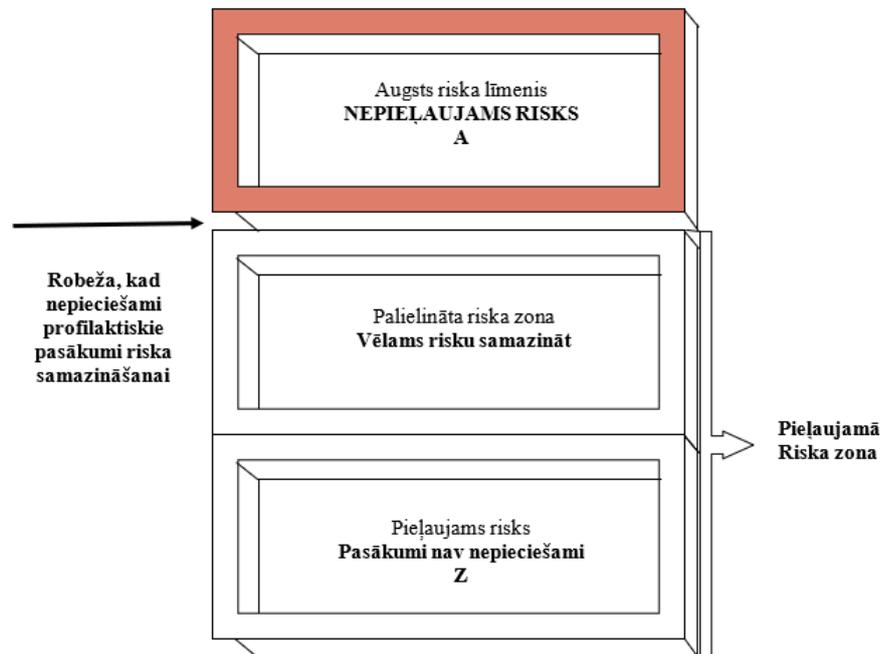 Augsts riska līmenis
NEPIEĻAUJAMS RISKS
A
Robeža, kad
nepieciešami
profilaktiskie
pasākumi riska
samazināšanai
Palielināta riska zona
Vēlams risku samazināt
Pieļaujamā
Riska zona
Pieļaujams risks
Pasākumi nav nepieciešami
Z